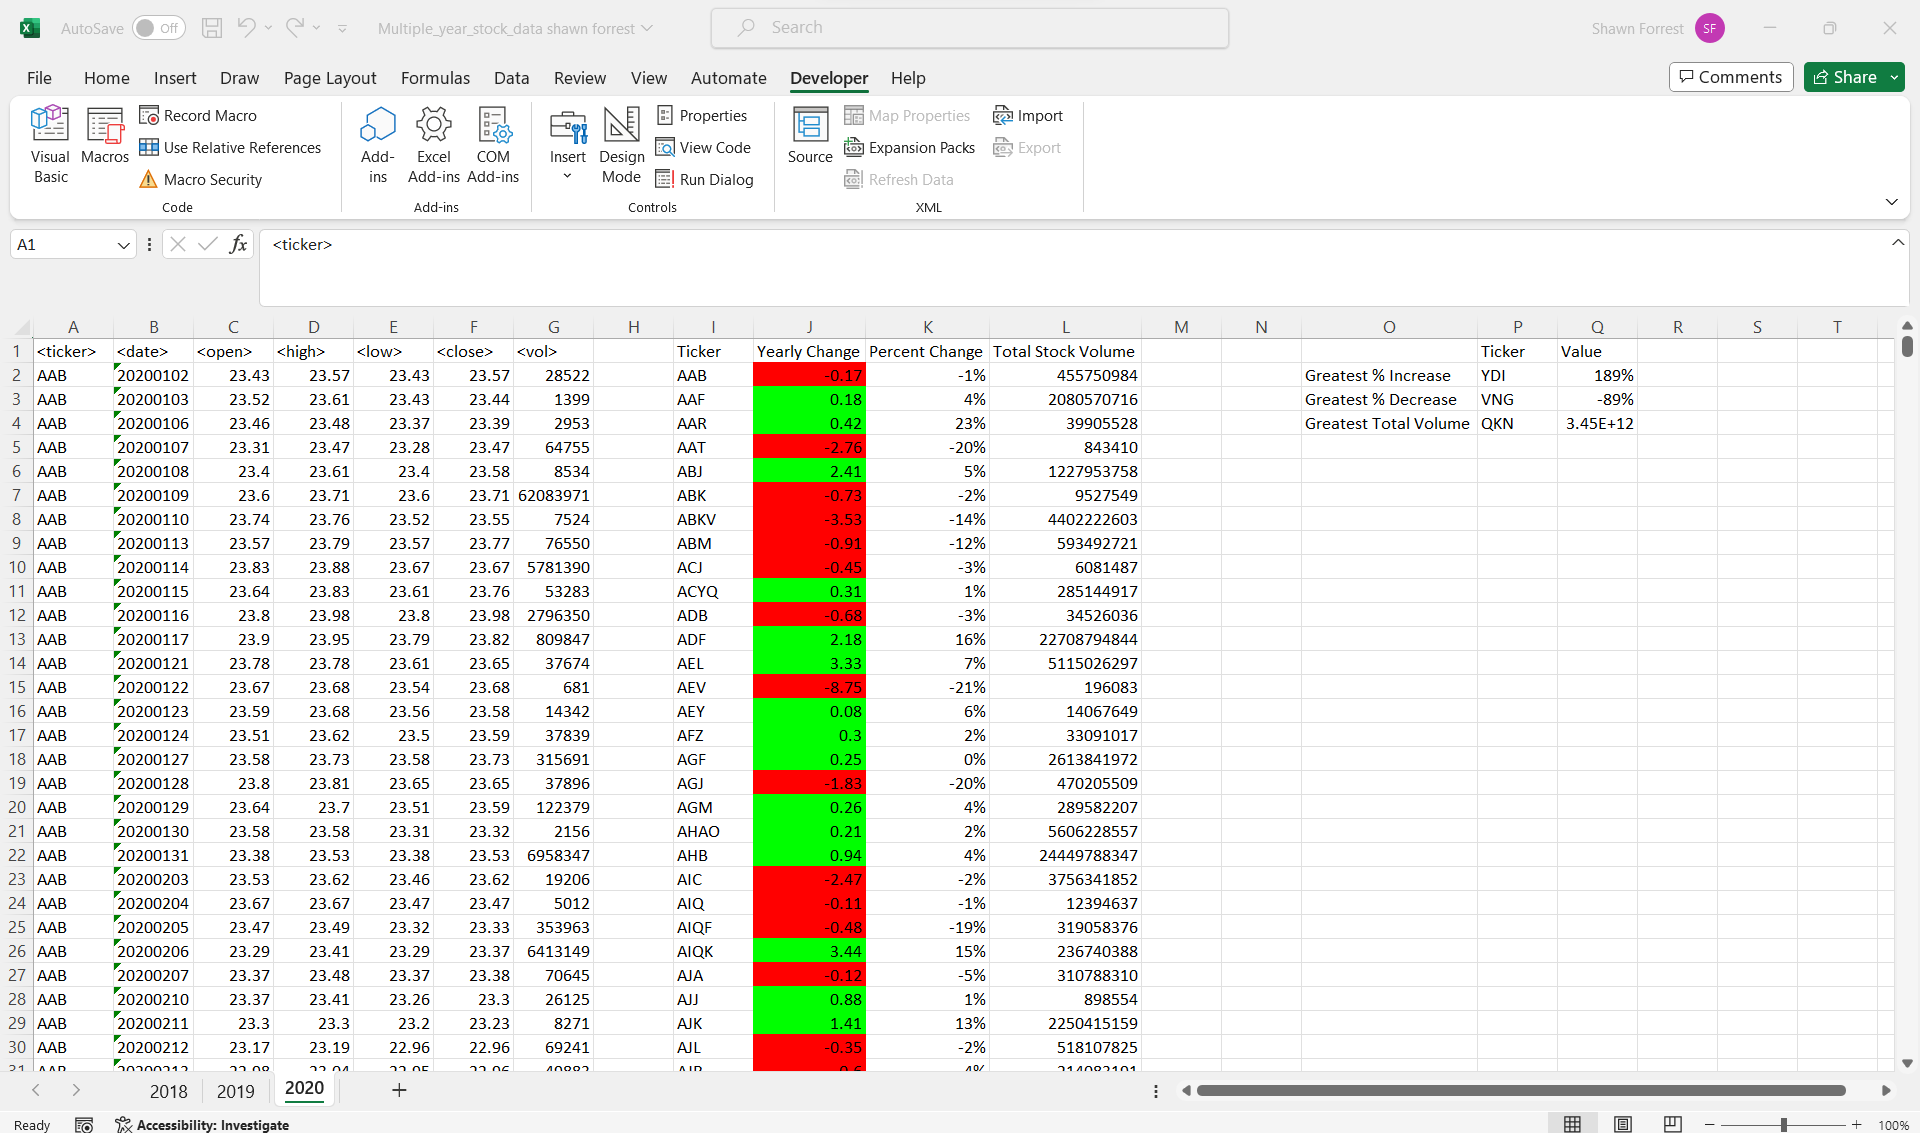 AutoSave Off Multiple_year_stock_data shawn forrest Search Shawn Forrest SF
File Home Insert Draw Page Layout Formulas Data Review View Automate Developer Help Comments Share
Visual Basic Macros Record Macro Use Relative References Macro Security
Add-ins Excel Add-ins COM Add-ins
Insert Design Mode Properties View Code Run Dialog
Source Map Properties Expansion Packs Refresh Data Import Export
Code Add-ins Controls XML
A1 fx <ticker>
A B C D E F G H I J K L M N O P Q R S T
1 <ticker> <date> <open> <high> <low> <close> <vol> Ticker Yearly Change Percent Change Total Stock Volume Ticker Value
2 AAB 20200102 23.43 23.57 23.43 23.57 28522 AAB -0.17 -1% 455750984 Greatest % Increase YDI 189%
3 AAB 20200103 23.52 23.61 23.43 23.44 1399 AAF 0.18 4% 2080570716 Greatest % Decrease VNG -89%
4 AAB 20200106 23.46 23.48 23.37 23.39 2953 AAR 0.42 23% 39905528 Greatest Total Volume QKN 3.45E+12
5 AAB 20200107 23.31 23.47 23.28 23.47 64755 AAT -2.76 -20% 843410
6 AAB 20200108 23.4 23.61 23.4 23.58 8534 ABJ 2.41 5% 1227953758
7 AAB 20200109 23.6 23.71 23.6 23.71 62083971 ABK -0.73 -2% 9527549
8 AAB 20200110 23.74 23.76 23.52 23.55 7524 ABKV -3.53 -14% 4402222603
9 AAB 20200113 23.57 23.79 23.57 23.77 76550 ABM -0.91 -12% 593492721
10 AAB 20200114 23.83 23.88 23.67 23.67 5781390 ACJ -0.45 -3% 6081487
11 AAB 20200115 23.64 23.83 23.61 23.76 53283 ACYQ 0.31 1% 285144917
12 AAB 20200116 23.8 23.98 23.8 23.98 2796350 ADB -0.68 -3% 34526036
13 AAB 20200117 23.9 23.95 23.79 23.82 809847 ADF 2.18 16% 22708794844
14 AAB 20200121 23.78 23.78 23.61 23.65 37674 AEL 3.33 7% 5115026297
15 AAB 20200122 23.67 23.68 23.54 23.68 681 AEV -8.75 -21% 196083
16 AAB 20200123 23.59 23.68 23.56 23.58 14342 AEY 0.08 6% 14067649
17 AAB 20200124 23.51 23.62 23.5 23.59 37839 AFZ 0.3 2% 33091017
18 AAB 20200127 23.58 23.73 23.58 23.73 315691 AGF 0.25 0% 2613841972
19 AAB 20200128 23.8 23.81 23.65 23.65 37896 AGJ -1.83 -20% 470205509
20 AAB 20200129 23.64 23.7 23.51 23.59 122379 AGM 0.26 4% 289582207
21 AAB 20200130 23.58 23.58 23.31 23.32 2156 AHAO 0.21 2% 5606228557
22 AAB 20200131 23.38 23.53 23.38 23.53 6958347 AHB 0.94 4% 24449788347
23 AAB 20200203 23.53 23.62 23.46 23.62 19206 AIC -2.47 -2% 3756341852
24 AAB 20200204 23.67 23.67 23.47 23.47 5012 AIQ -0.11 -1% 12394637
25 AAB 20200205 23.47 23.49 23.32 23.33 353963 AIQF -0.48 -19% 319058376
26 AAB 20200206 23.29 23.41 23.29 23.37 6413149 AIQK 3.44 15% 236740388
27 AAB 20200207 23.37 23.48 23.37 23.38 70645 AJA -0.12 -5% 310788310
28 AAB 20200210 23.37 23.41 23.26 23.3 26125 AJJ 0.88 1% 898554
29 AAB 20200211 23.3 23.3 23.2 23.23 8271 AJK 1.41 13% 2250415159
30 AAB 20200212 23.17 23.19 22.96 22.96 69241 AJL -0.35 -2% 518107825
2018 2019 2020
Ready Accessibility: Investigate 100%